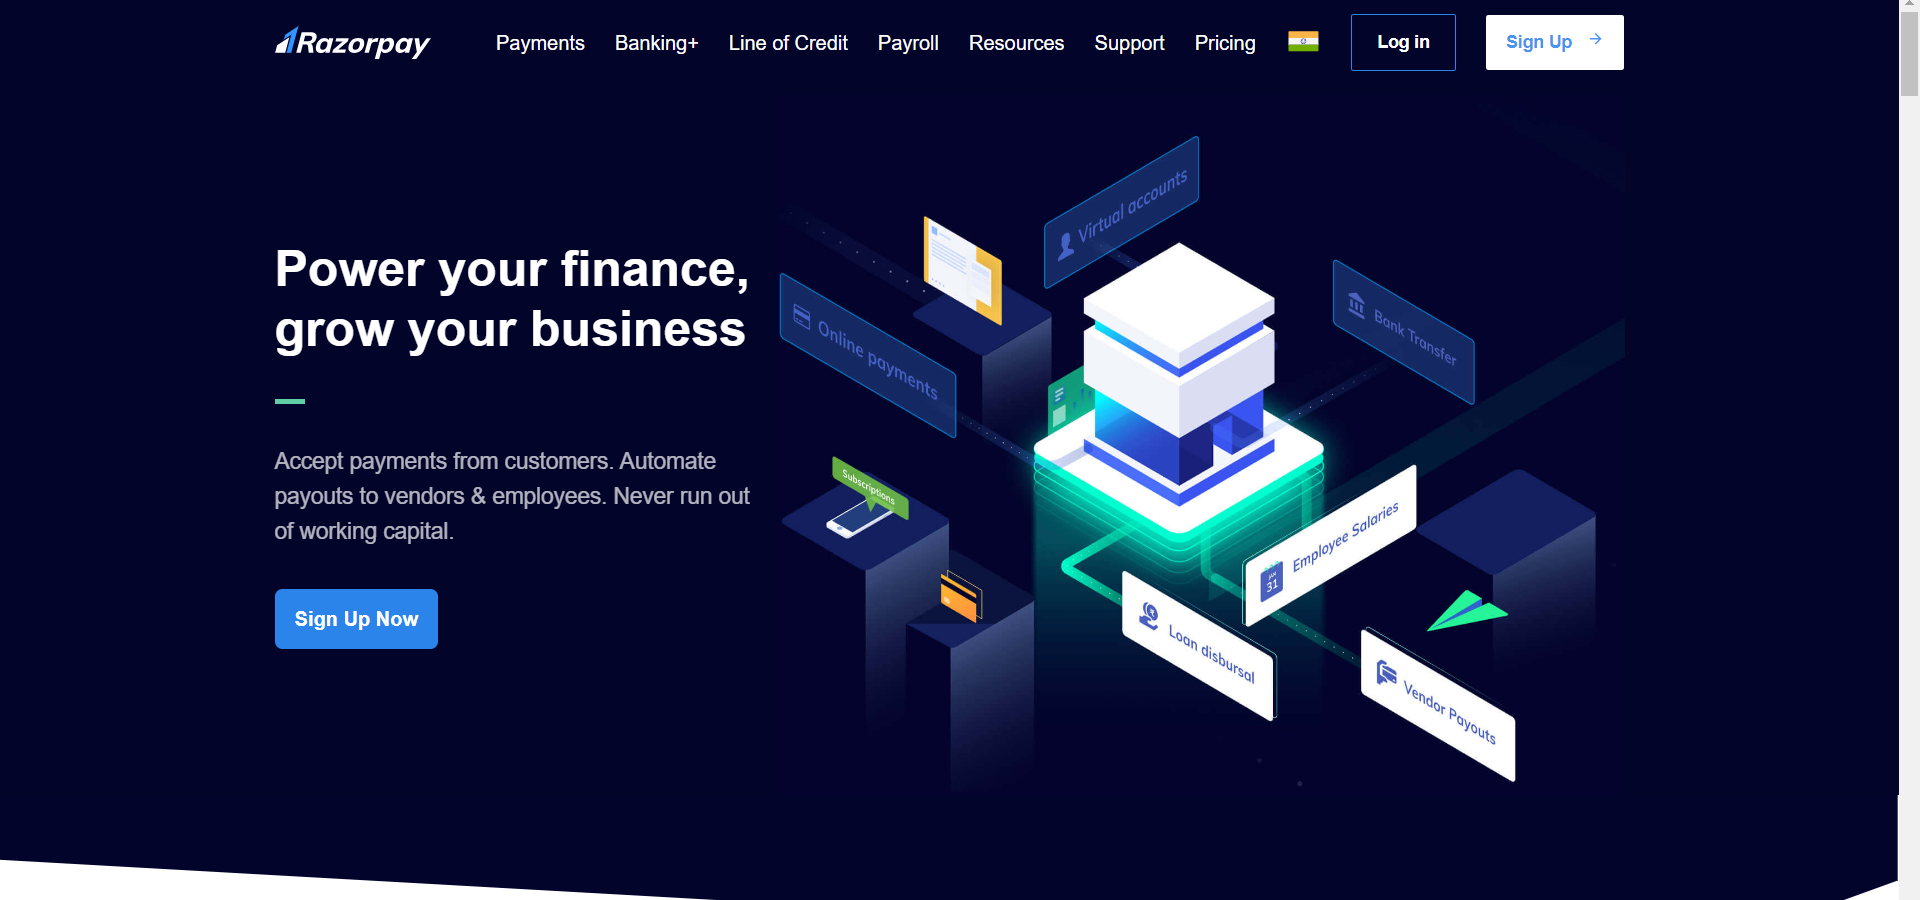 Razorpay
Payments
Banking+
Line of Credit
Payroll
Resources
Support
Pricing
Log in
Sign Up
Power your finance,
grow your business
Accept payments from customers. Automate
payouts to vendors & employees. Never run out
of working capital.
Sign Up Now
Virtual accounts
Online payments
Bank Transfer
Subscriptions
Employee Salaries
JAN
31
Loan disbursal
Vendor Payouts